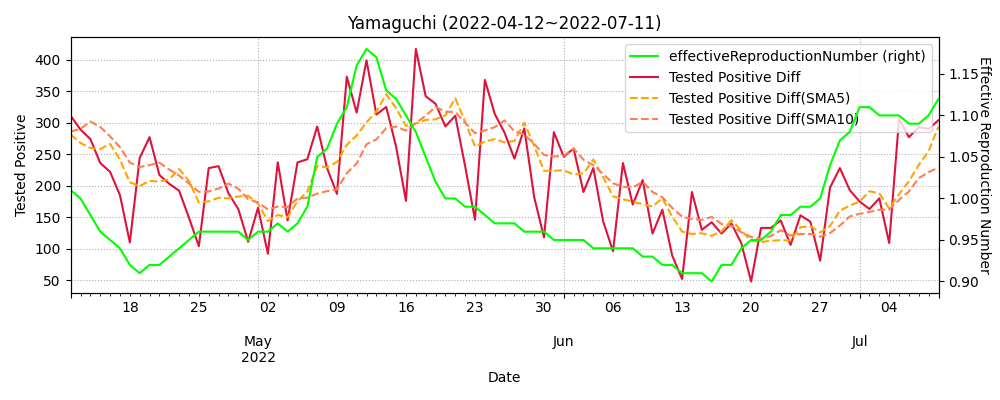 Yamaguchi (2022-04-12~2022-07-11)
effectiveReproductionNumber (right)
Tested Positive Diff
Tested Positive Diff(SMA5)
Tested Positive Diff(SMA10)
Tested Positive
400
350
300
250
200
150
100
50
1.15
1.10
1.05
1.00
0.95
0.90
Effective Reproduction Number
18 25 02 09 16 23 30 06 13 20 27 04
May Jun Jul
2022
Date